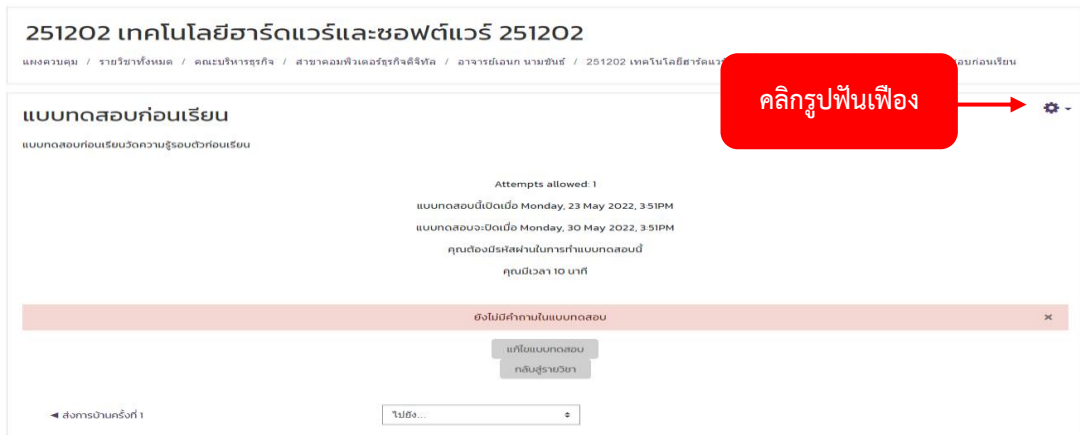 251202 เทคโนโลยีฮาร์ดแวร์และซอฟต์แวร์ 251202
แผงควบคุม / รายวิชาทั้งหมด / คณะบริหารธุรกิจ / สาขาคอมพิวเตอร์ธุรกิจดิจิทัล / อาจารย์เอนก นามขันธ์ / 251202 เทคโนโลยีฮาร์ดแวร์
คลิกรูปฟันเฟือง
แบบทดสอบก่อนเรียน
แบบทดสอบก่อนเรียนวัดความรู้รอบตัวก่อนเรียน
Attempts allowed: 1
แบบทดสอบนี้เปิดเมื่อ Monday, 23 May 2022, 3:51PM
แบบทดสอบจะปิดเมื่อ Monday, 30 May 2022, 3:51PM
คุณต้องมีรหัสผ่านในการทำแบบทดสอบนี้
คุณมีเวลา 10 นาที
ยังไม่มีคำถามในแบบทดสอบ ×
แก้ไขแบบทดสอบ
กลับสู่รายวิชา
◄ ส่งการบ้านครั้งที่ 1
ไปยัง...